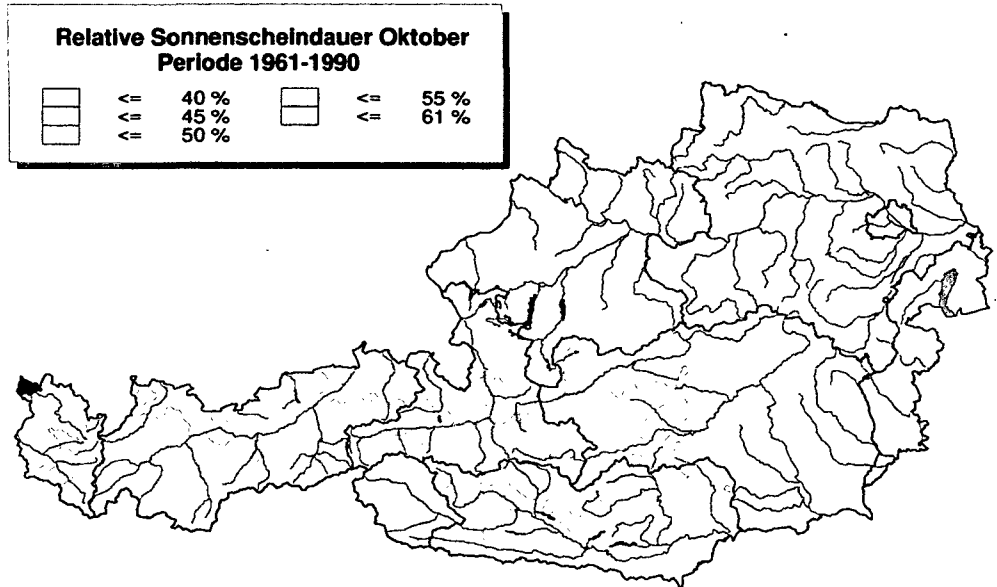 Relative Sonnenscheindauer Oktober
Periode 1961-1990
<= 40 % <= 55 %
<= 45 % <= 61 %
<= 50 %